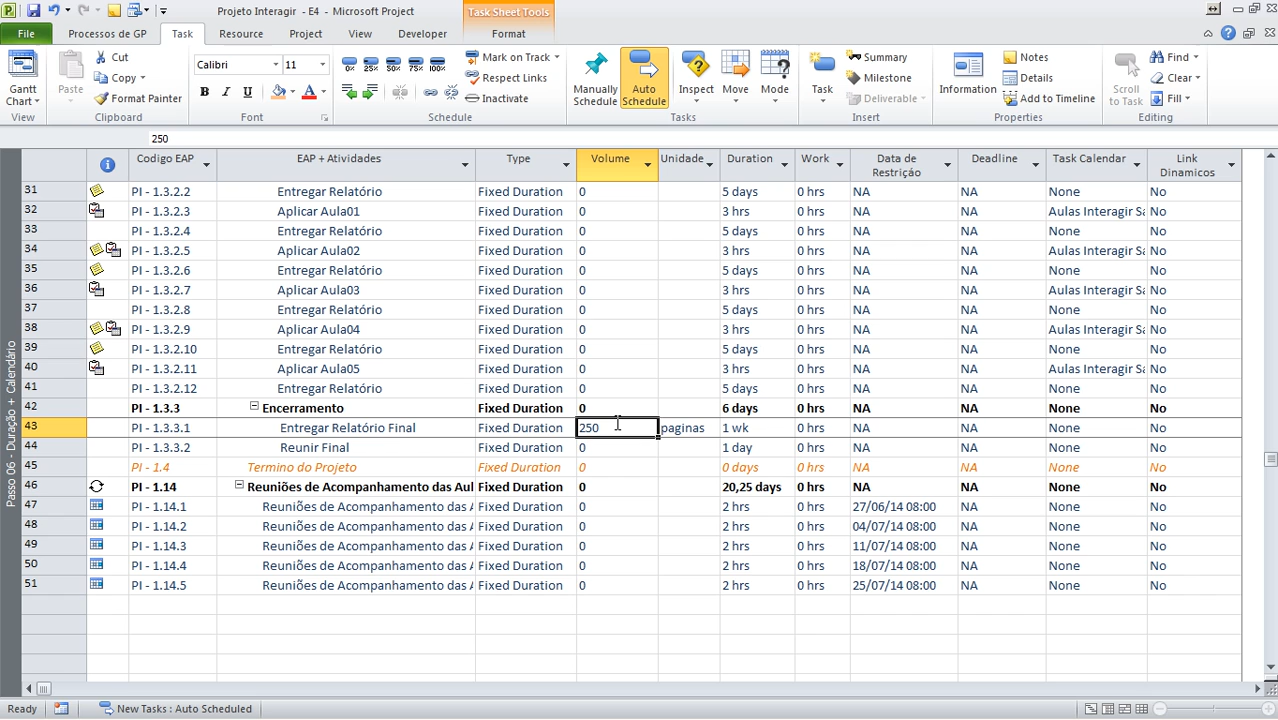 Projeto Interagir - E4 - Microsoft Project
Task Sheet Tools
File Processos de GP Task Resource Project View Developer Format
Gantt Chart
View
Paste
Cut
Copy
Format Painter
Clipboard
Calibri 11
B I U A
Font
0% 25% 50% 75% 100%
Mark on Track
Respect Links
Inactivate
Schedule
Manually Schedule
Auto Schedule
Inspect
Move
Mode
Tasks
Task
Summary
Milestone
Deliverable
Insert
Information
Notes
Details
Add to Timeline
Properties
Scroll to Task
Find
Clear
Fill
Editing
250
Codigo EAP EAP + Atividades Type Volume Unidade Duration Work Data de Restrição Deadline Task Calendar Link Dinamicos
31 PI - 1.3.2.2 Entregar Relatório Fixed Duration 0 5 days 0 hrs NA NA None No
32 PI - 1.3.2.3 Aplicar Aula01 Fixed Duration 0 3 hrs 0 hrs NA NA Aulas Interagir Sa No
33 PI - 1.3.2.4 Entregar Relatório Fixed Duration 0 5 days 0 hrs NA NA None No
34 PI - 1.3.2.5 Aplicar Aula02 Fixed Duration 0 3 hrs 0 hrs NA NA Aulas Interagir Sa No
35 PI - 1.3.2.6 Entregar Relatório Fixed Duration 0 5 days 0 hrs NA NA None No
36 PI - 1.3.2.7 Aplicar Aula03 Fixed Duration 0 3 hrs 0 hrs NA NA Aulas Interagir Sa No
37 PI - 1.3.2.8 Entregar Relatório Fixed Duration 0 5 days 0 hrs NA NA None No
38 PI - 1.3.2.9 Aplicar Aula04 Fixed Duration 0 3 hrs 0 hrs NA NA Aulas Interagir Sa No
39 PI - 1.3.2.10 Entregar Relatório Fixed Duration 0 5 days 0 hrs NA NA None No
40 PI - 1.3.2.11 Aplicar Aula05 Fixed Duration 0 3 hrs 0 hrs NA NA Aulas Interagir Sa No
41 PI - 1.3.2.12 Entregar Relatório Fixed Duration 0 5 days 0 hrs NA NA None No
42 PI - 1.3.3 Encerramento Fixed Duration 0 6 days 0 hrs NA NA None No
43 PI - 1.3.3.1 Entregar Relatório Final Fixed Duration 250 paginas 1 wk 0 hrs NA NA None No
44 PI - 1.3.3.2 Reunir Final Fixed Duration 0 1 day 0 hrs NA NA None No
45 PI - 1.4 Termino do Projeto Fixed Duration 0 0 days 0 hrs NA NA None No
46 PI - 1.14 Reuniões de Acompanhamento das Aul Fixed Duration 0 20,25 days 0 hrs NA NA None No
47 PI - 1.14.1 Reuniões de Acompanhamento das A Fixed Duration 0 2 hrs 0 hrs 27/06/14 08:00 NA None No
48 PI - 1.14.2 Reuniões de Acompanhamento das A Fixed Duration 0 2 hrs 0 hrs 04/07/14 08:00 NA None No
49 PI - 1.14.3 Reuniões de Acompanhamento das A Fixed Duration 0 2 hrs 0 hrs 11/07/14 08:00 NA None No
50 PI - 1.14.4 Reuniões de Acompanhamento das A Fixed Duration 0 2 hrs 0 hrs 18/07/14 08:00 NA None No
51 PI - 1.14.5 Reuniões de Acompanhamento das A Fixed Duration 0 2 hrs 0 hrs 25/07/14 08:00 NA None No
Passo 06 - Duração + Calendário
Ready New Tasks : Auto Scheduled